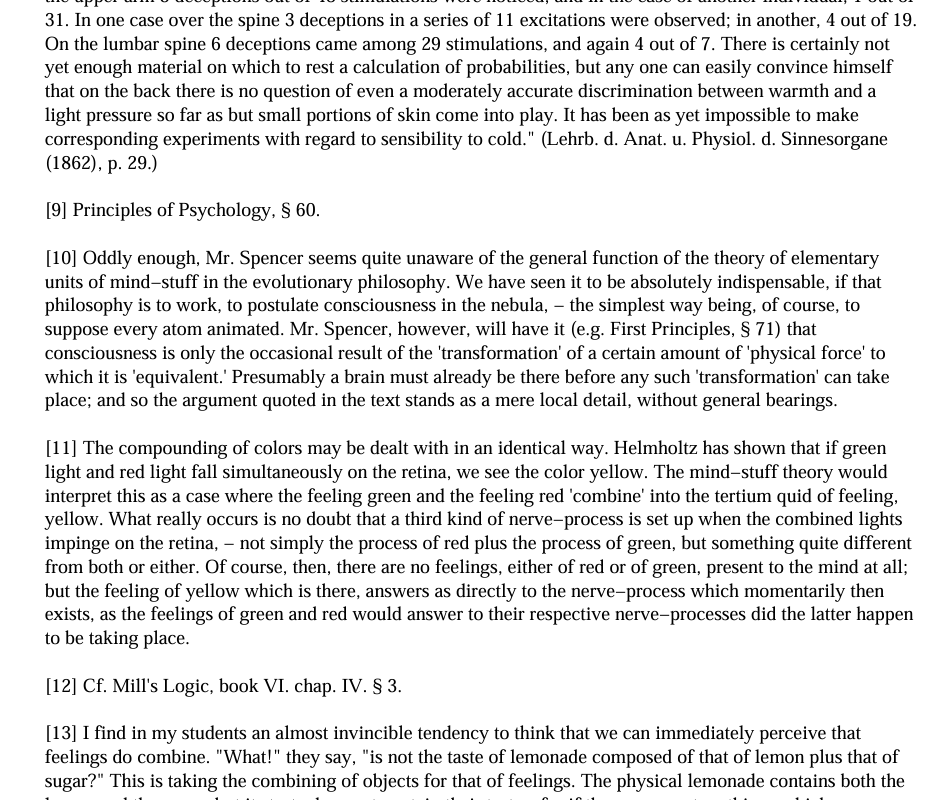 31. In one case over the spine 3 deceptions in a series of 11 excitations were observed; in another, 4 out of 19.
On the lumbar spine 6 deceptions came among 29 stimulations, and again 4 out of 7. There is certainly not
yet enough material on which to rest a calculation of probabilities, but any one can easily convince himself
that on the back there is no question of even a moderately accurate discrimination between warmth and a
light pressure so far as but small portions of skin come into play. It has been as yet impossible to make
corresponding experiments with regard to sensibility to cold." (Lehrb. d. Anat. u. Physiol. d. Sinnesorgane
(1862), p. 29.)
[9] Principles of Psychology, § 60.
[10] Oddly enough, Mr. Spencer seems quite unaware of the general function of the theory of elementary
units of mind−stuff in the evolutionary philosophy. We have seen it to be absolutely indispensable, if that
philosophy is to work, to postulate consciousness in the nebula, − the simplest way being, of course, to
suppose every atom animated. Mr. Spencer, however, will have it (e.g. First Principles, § 71) that
consciousness is only the occasional result of the 'transformation' of a certain amount of 'physical force' to
which it is 'equivalent.' Presumably a brain must already be there before any such 'transformation' can take
place; and so the argument quoted in the text stands as a mere local detail, without general bearings.
[11] The compounding of colors may be dealt with in an identical way. Helmholtz has shown that if green
light and red light fall simultaneously on the retina, we see the color yellow. The mind−stuff theory would
interpret this as a case where the feeling green and the feeling red 'combine' into the tertium quid of feeling,
yellow. What really occurs is no doubt that a third kind of nerve−process is set up when the combined lights
impinge on the retina, − not simply the process of red plus the process of green, but something quite different
from both or either. Of course, then, there are no feelings, either of red or of green, present to the mind at all;
but the feeling of yellow which is there, answers as directly to the nerve−process which momentarily then
exists, as the feelings of green and red would answer to their respective nerve−processes did the latter happen
to be taking place.
[12] Cf. Mill's Logic, book VI. chap. IV. § 3.
[13] I find in my students an almost invincible tendency to think that we can immediately perceive that
feelings do combine. "What!" they say, "is not the taste of lemonade composed of that of lemon plus that of
sugar?" This is taking the combining of objects for that of feelings. The physical lemonade contains both the